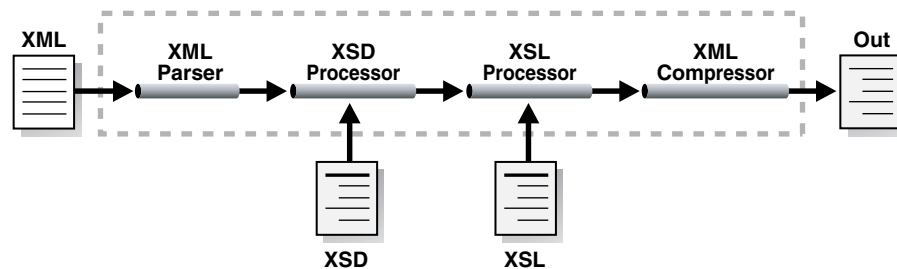 XML
XML
Parser
XSD
Processor
XSL
Processor
XML
Compressor
Out
XSD
XSL